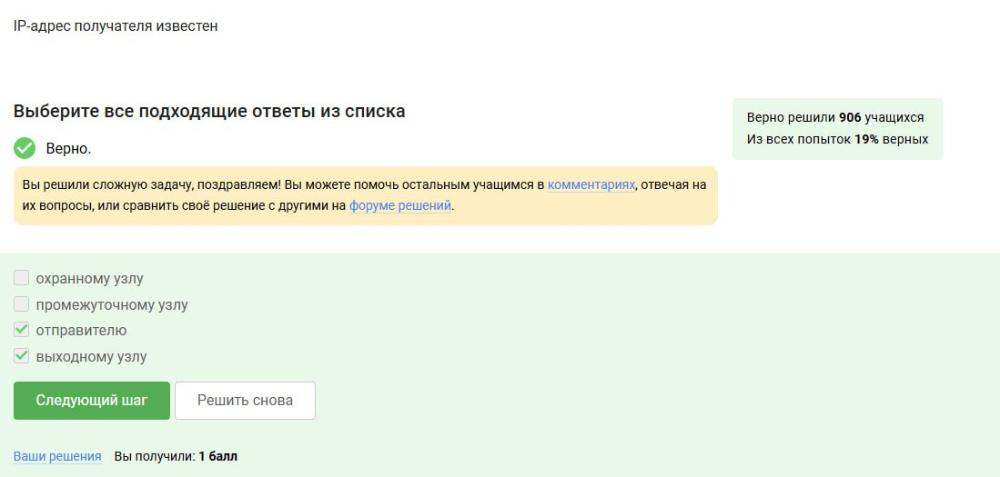 IP-адрес получателя известен
Выберите все подходящие ответы из списка
Верно решили 906 учащихся
Из всех попыток 19% верных
Верно.
Вы решили сложную задачу, поздравляем! Вы можете помочь остальным учащимся в комментариях, отвечая на
их вопросы, или сравнить своё решение с другими на форуме решений.
охранному узлу
промежуточному узлу
отправителю
выходному узлу
Следующий шаг
Решить снова
Ваши решения Вы получили: 1 балл